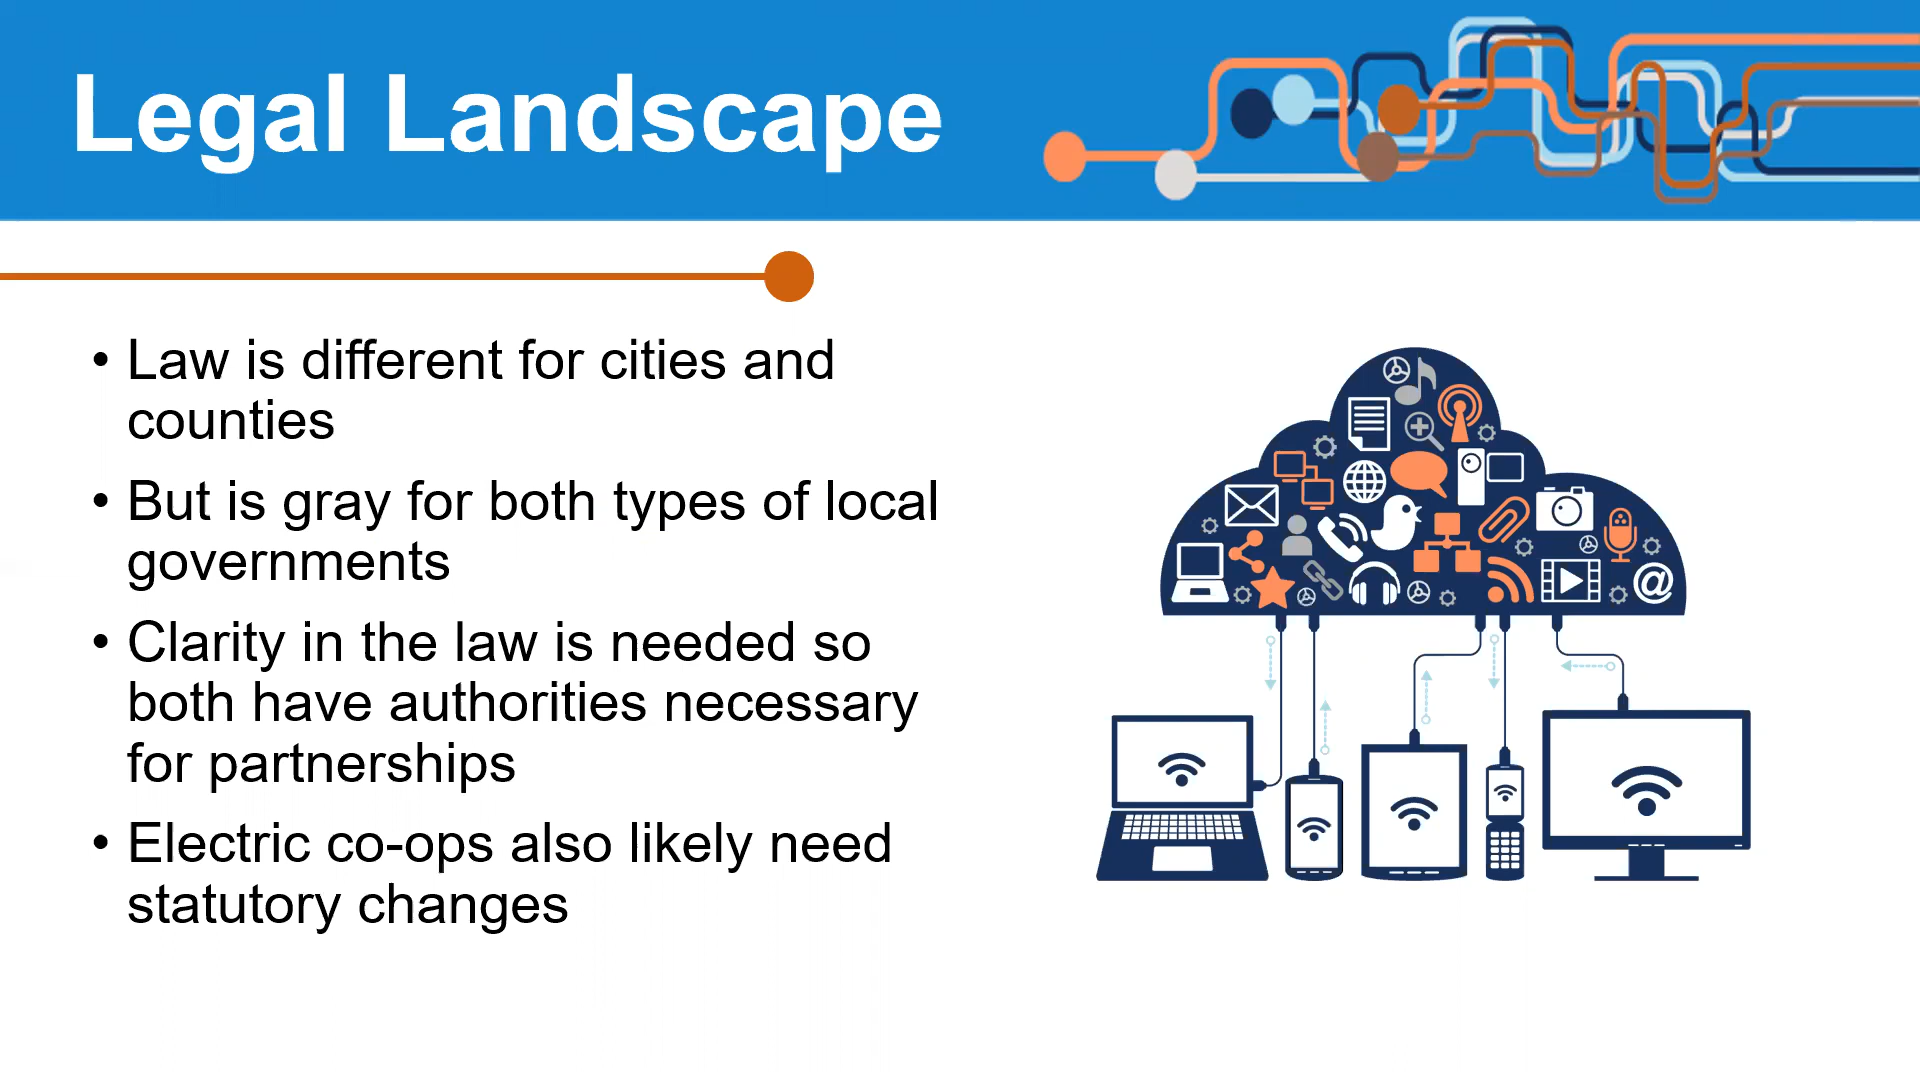 Legal Landscape
• Law is different for cities and
counties
• But is gray for both types of local
governments
• Clarity in the law is needed so
both have authorities necessary
for partnerships
• Electric co-ops also likely need
statutory changes
@